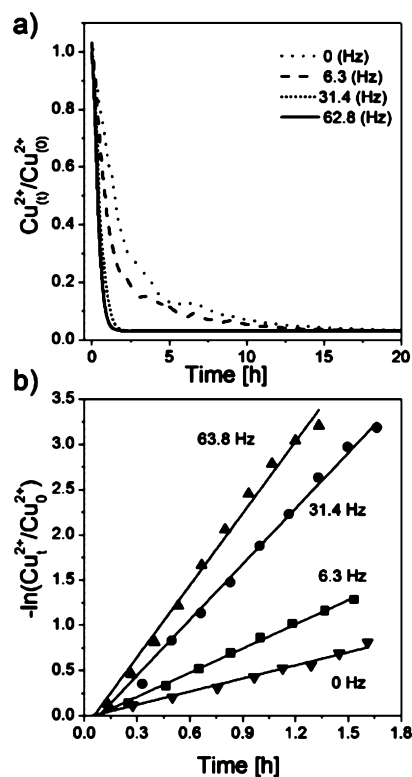 a)
0 (Hz)
6.3 (Hz)
31.4 (Hz)
62.8 (Hz)
Cu²⁺₍t₎/Cu²⁺₍₀₎
1.0
0.8
0.6
0.4
0.2
0.0
0 5 10 15 20
Time [h]
b)
-ln(Cu²⁺ₜ/Cu²⁺₀)
3.5
3.0
2.5
2.0
1.5
1.0
0.5
0.0
63.8 Hz
31.4 Hz
6.3 Hz
0 Hz
0.0 0.3 0.6 0.9 1.2 1.5 1.8
Time [h]